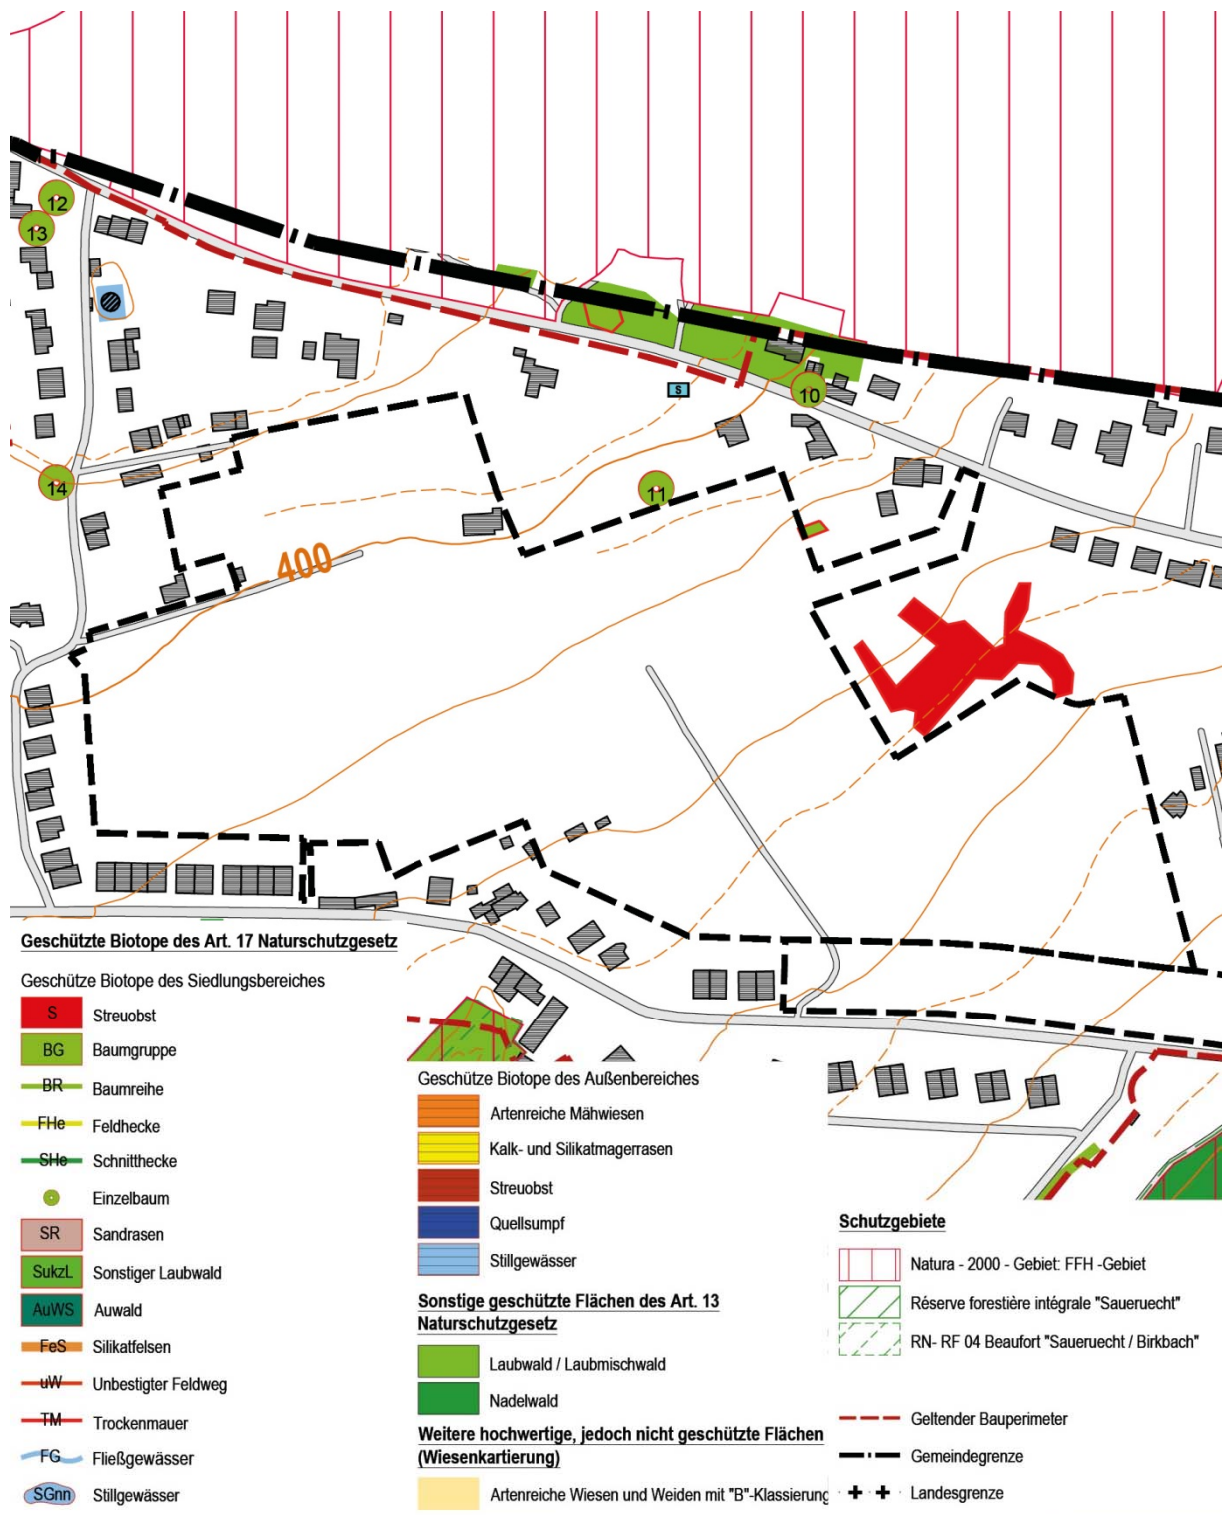 12
13
10
S
14
11
400
Geschützte Biotope des Art. 17 Naturschutzgesetz
Geschütze Biotope des Siedlungsbereiches
S Streuobst
BG Baumgruppe
BR Baumreihe
FHe Feldhecke
SHe Schnitthecke
Einzelbaum
SR Sandrasen
SukzL Sonstiger Laubwald
AuWS Auwald
FeS Silikatfelsen
uW Unbestigter Feldweg
TM Trockenmauer
FG Fließgewässer
SGnn Stillgewässer
Geschütze Biotope des Außenbereiches
Artenreiche Mähwiesen
Kalk- und Silikatmagerrasen
Streuobst
Quellsumpf
Stillgewässer
Sonstige geschützte Flächen des Art. 13
Naturschutzgesetz
Laubwald / Laubmischwald
Nadelwald
Weitere hochwertige, jedoch nicht geschützte Flächen
(Wiesenkartierung)
Artenreiche Wiesen und Weiden mit "B"-Klassierung
Schutzgebiete
Natura - 2000 - Gebiet: FFH -Gebiet
Réserve forestière intégrale "Saueruecht"
RN- RF 04 Beaufort "Saueruecht / Birkbach"
Geltender Bauperimeter
Gemeindegrenze
Landesgrenze